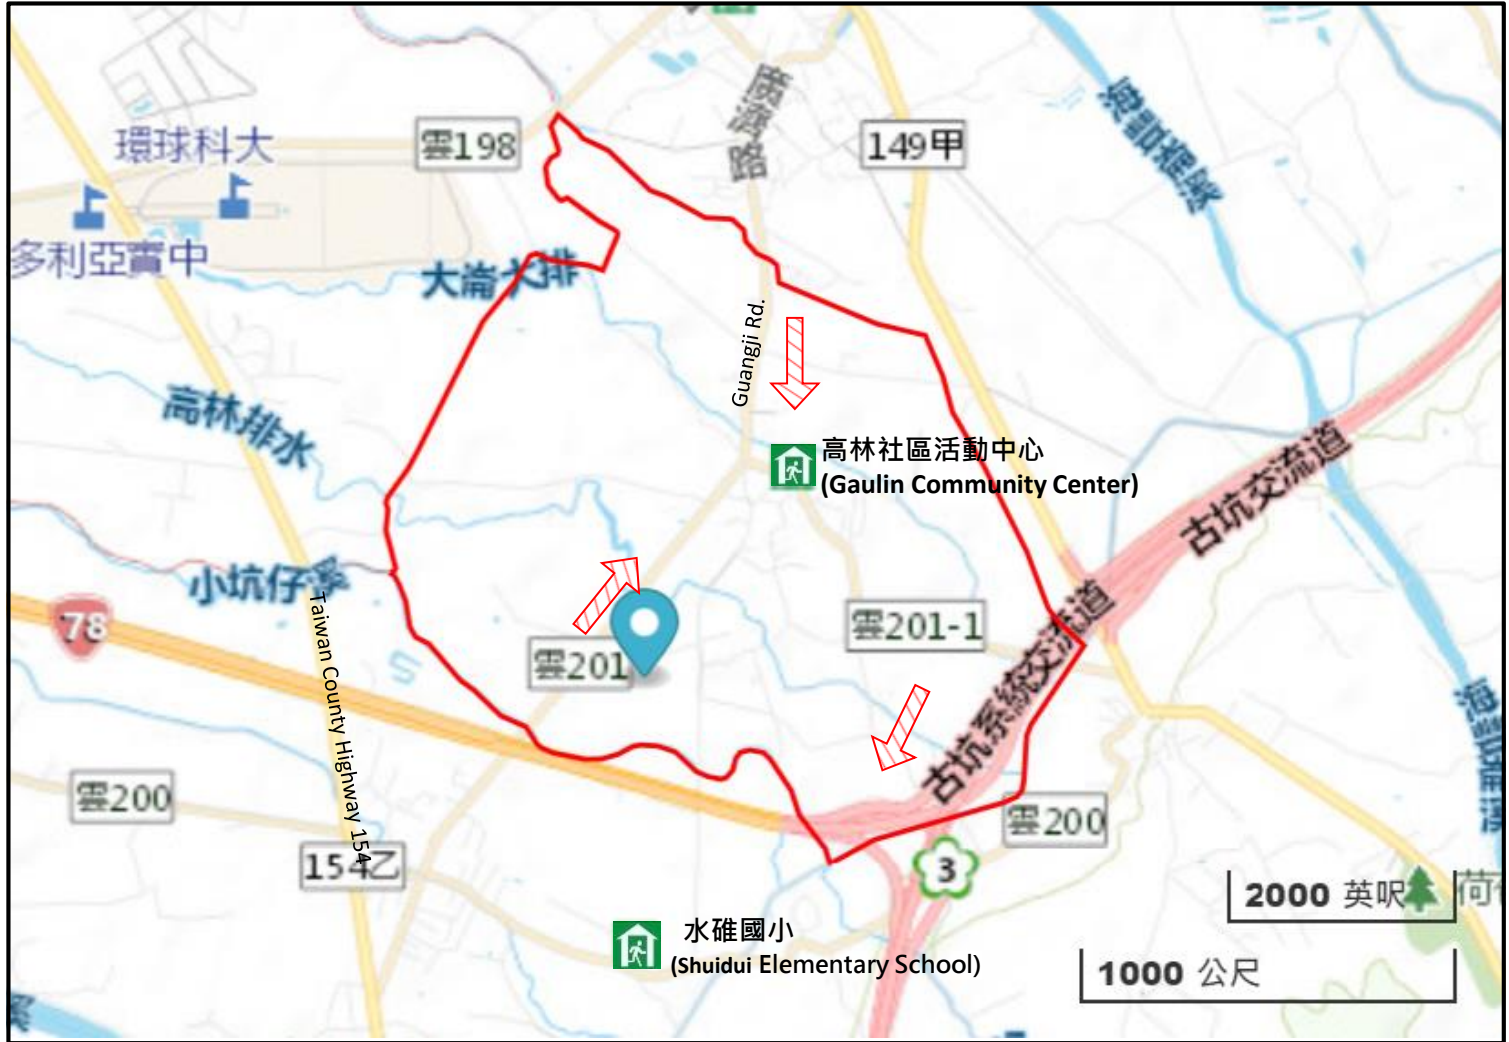 環球科大
雲198
廣濟路
149甲
海豐崙溪
多利亞實中
大崙大排
Guangji Rd.
高林排水
高林社區活動中心
(Gaulin Community Center)
古坑交流道
小坑仔溪
78
Taiwan County Highway 154
雲201
雲201-1
古坑系統交流道
雲200
154乙
雲200
3
2000 英呎
荷
1000 公尺
水碓國小
(Shuidui Elementary School)